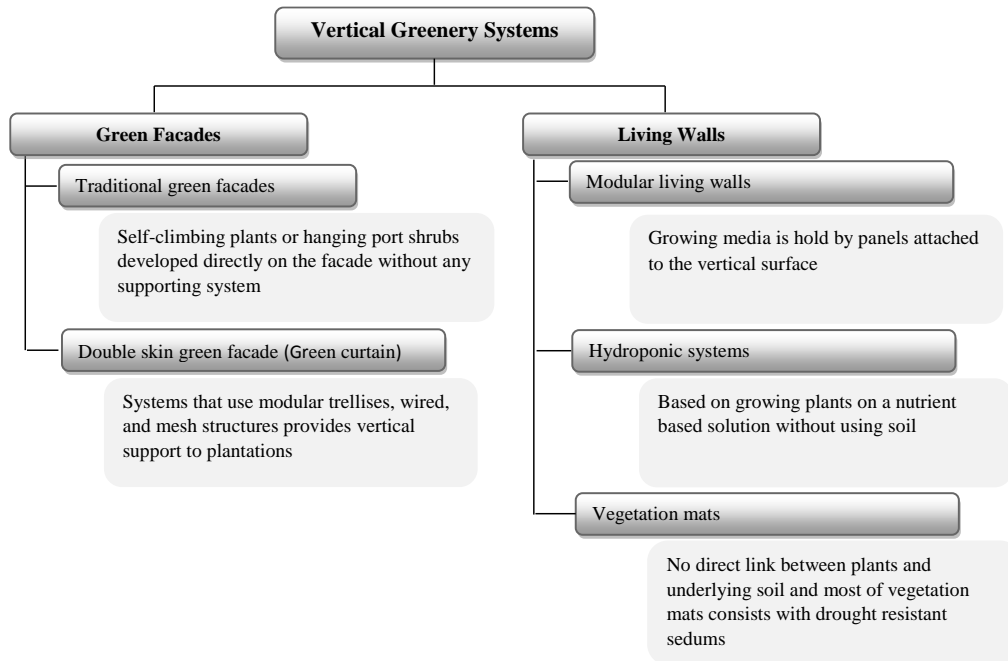 Vertical Greenery Systems
Green Facades
Traditional green facades
Self-climbing plants or hanging port shrubs
developed directly on the facade without any
supporting system
Double skin green facade (Green curtain)
Systems that use modular trellises, wired,
and mesh structures provides vertical
support to plantations
Living Walls
Modular living walls
Growing media is hold by panels attached
to the vertical surface
Hydroponic systems
Based on growing plants on a nutrient
based solution without using soil
Vegetation mats
No direct link between plants and
underlying soil and most of vegetation
mats consists with drought resistant
sedums